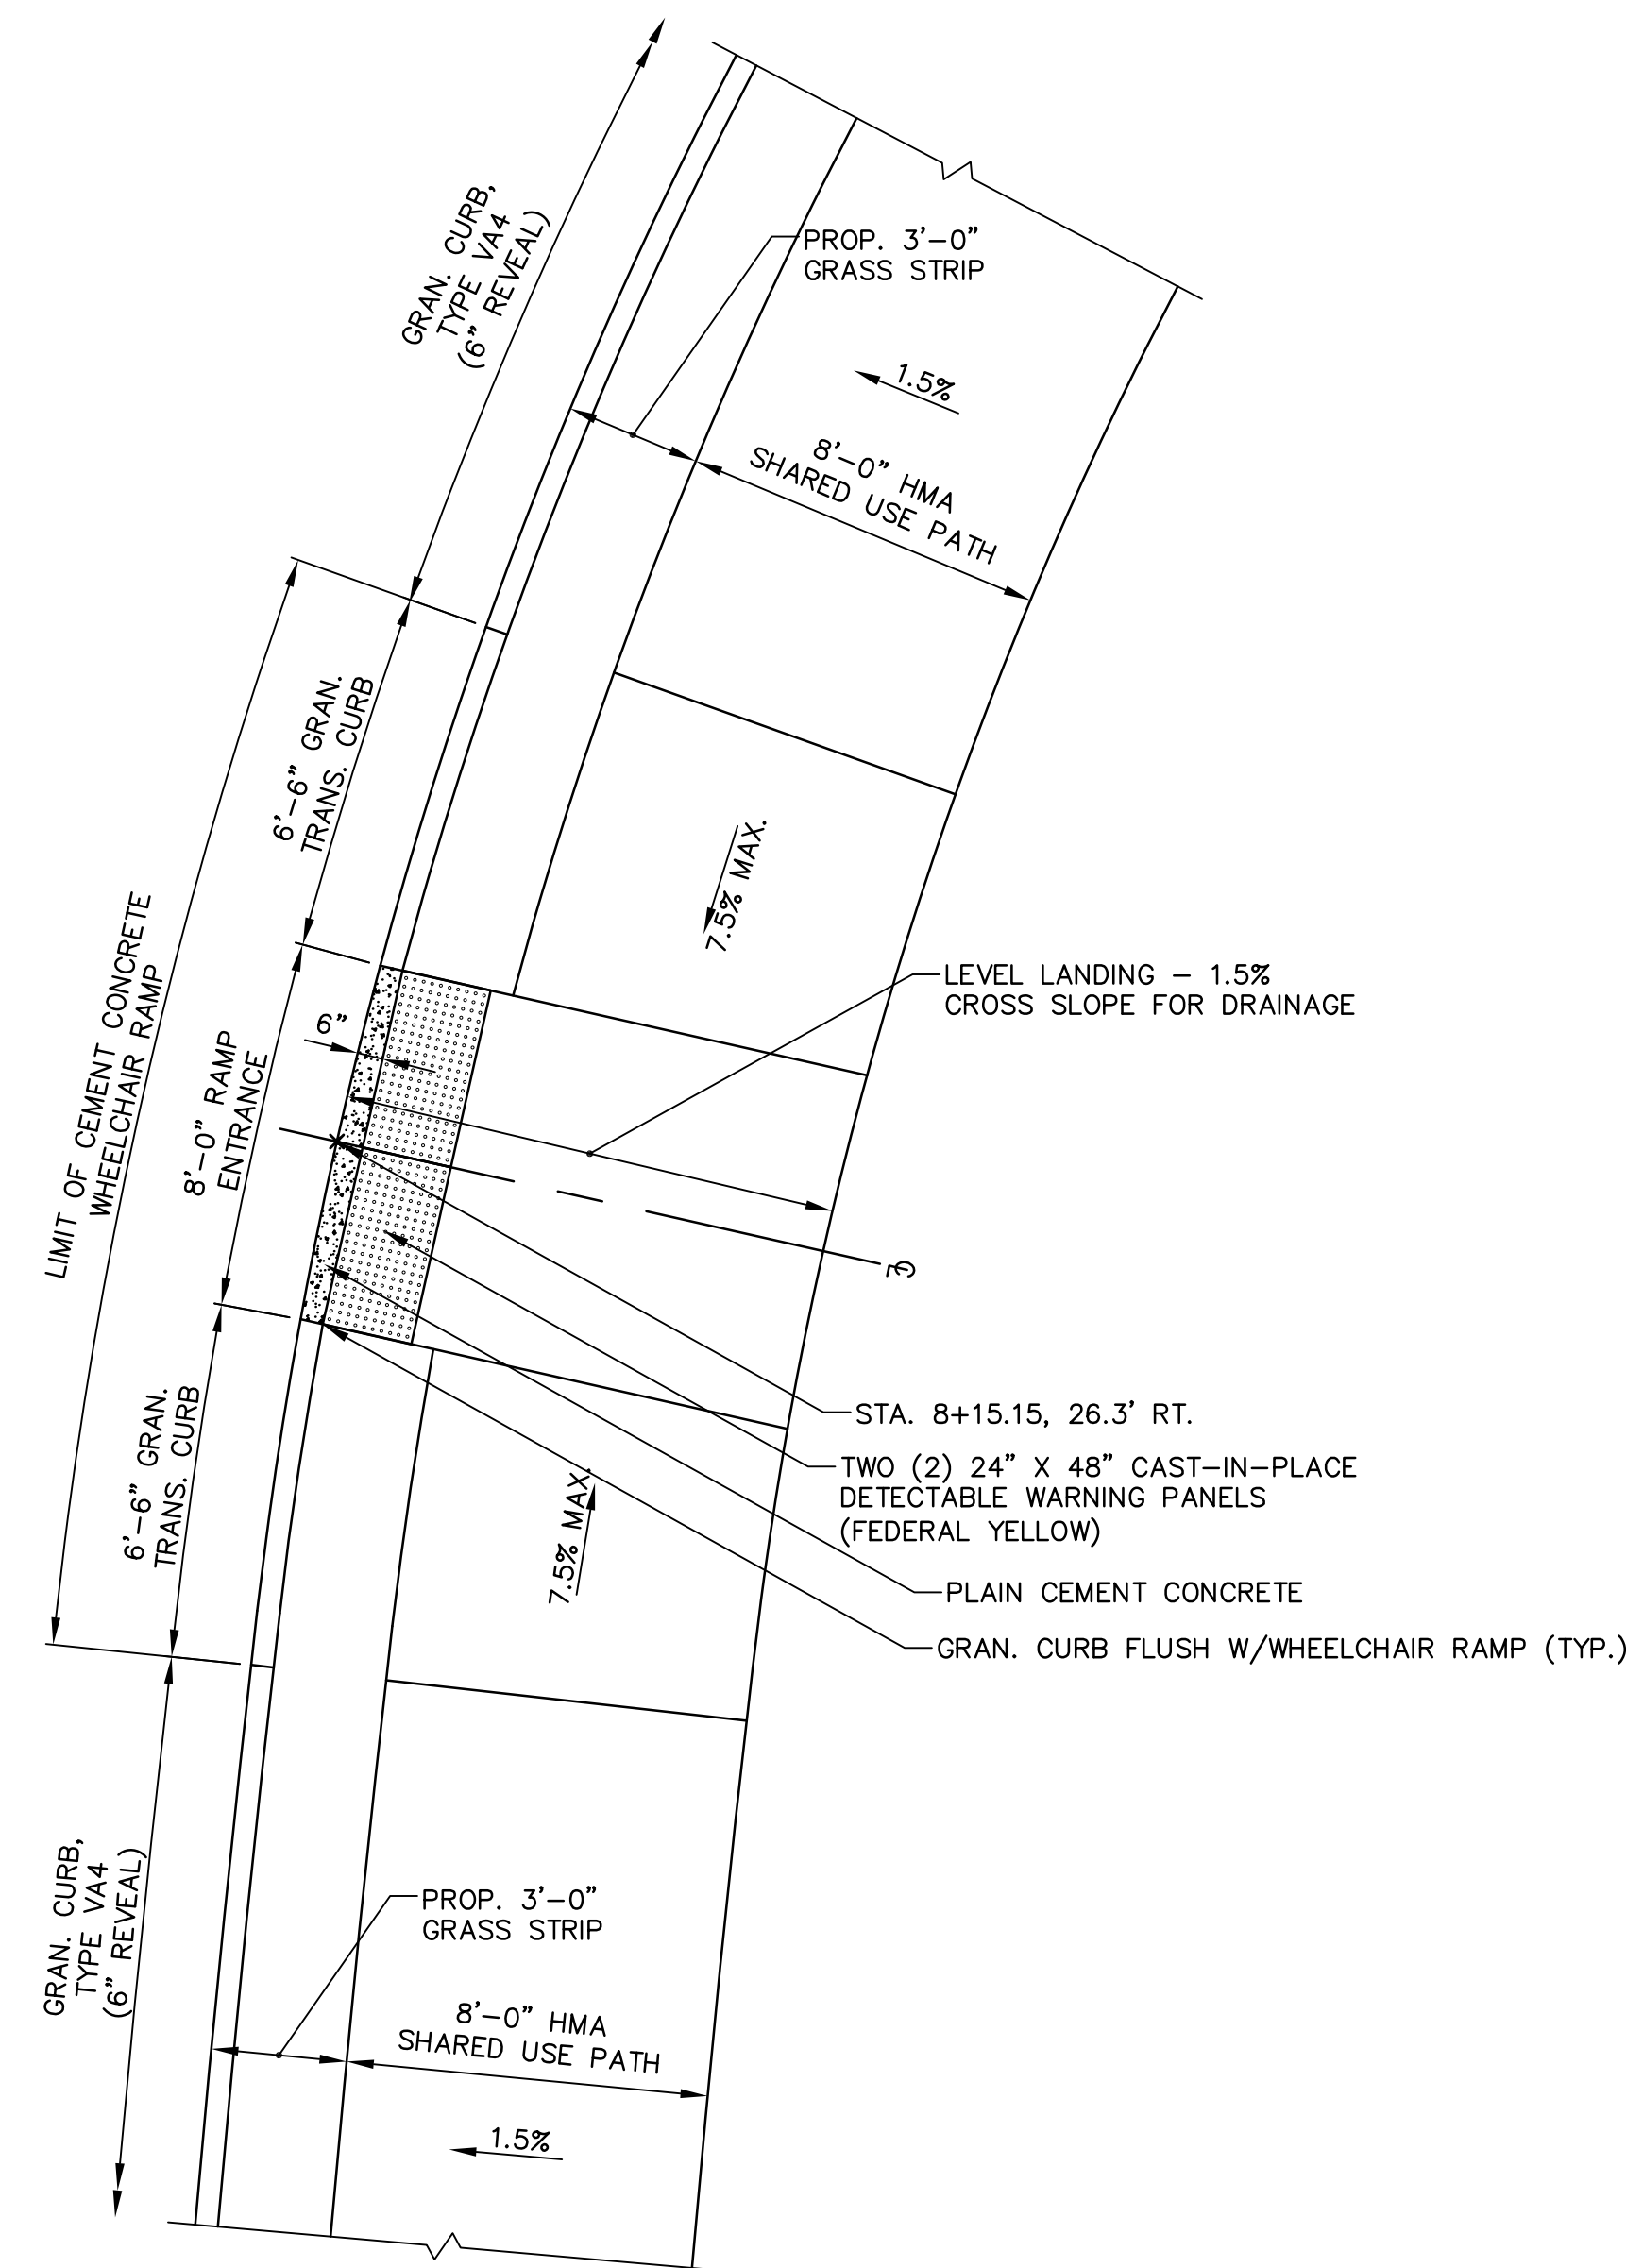 GRAN. CURB,
TYPE VA4
(6" REVEAL)
PROP. 3'-0"
GRASS STRIP
1.5%
8'-0" HMA
SHARED USE PATH
6'-6" GRAN.
TRANS. CURB
7.5% MAX.
LIMIT OF CEMENT CONCRETE
WHEELCHAIR RAMP
LEVEL LANDING - 1.5%
CROSS SLOPE FOR DRAINAGE
6"
8'-0" RAMP
ENTRANCE
STA. 8+15.15, 26.3' RT.
TWO (2) 24" X 48" CAST-IN-PLACE
DETECTABLE WARNING PANELS
(FEDERAL YELLOW)
6'-6" GRAN.
TRANS. CURB
7.5% MAX.
PLAIN CEMENT CONCRETE
GRAN. CURB FLUSH W/WHEELCHAIR RAMP (TYP.)
GRAN. CURB,
TYPE VA4
(6" REVEAL)
PROP. 3'-0"
GRASS STRIP
8'-0" HMA
SHARED USE PATH
1.5%